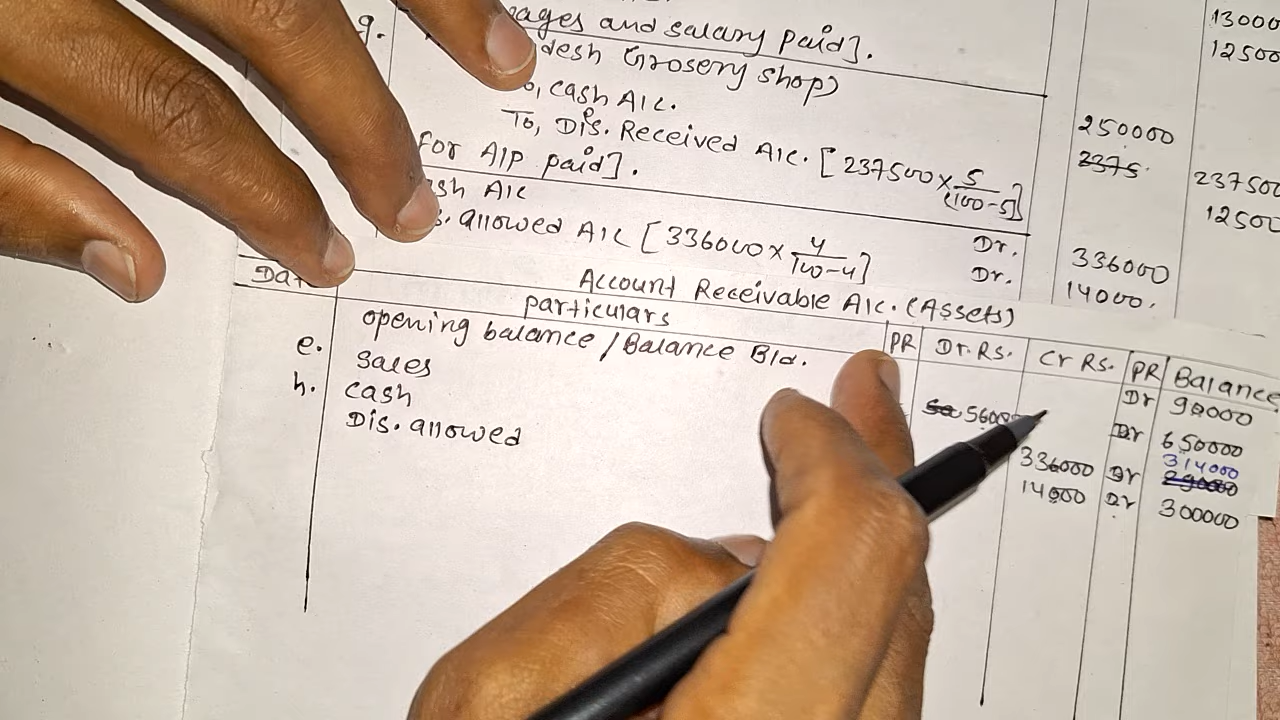 13000
ages and salary paid].
12500
g. desh Grosery shop)
To, cash A/c. 250000
To, Dis. Received A/c. [237500 × 5/(100-5)] 2375 237500
For A/P paid]. 12500
sh A/c Dr. 336000
s. allowed A/c [336000 × 4/100-4] Dr. 14000.
Account Receivable A/c. (Assets)
Dat particulars PR Dr. Rs. Cr Rs. PR Balance
opening balance / Balance B/d. Dr 90000
e. Sales 56000 Dr 650000
h. cash 336000 Dr 314000
Dis. allowed 14000 Dr 300000